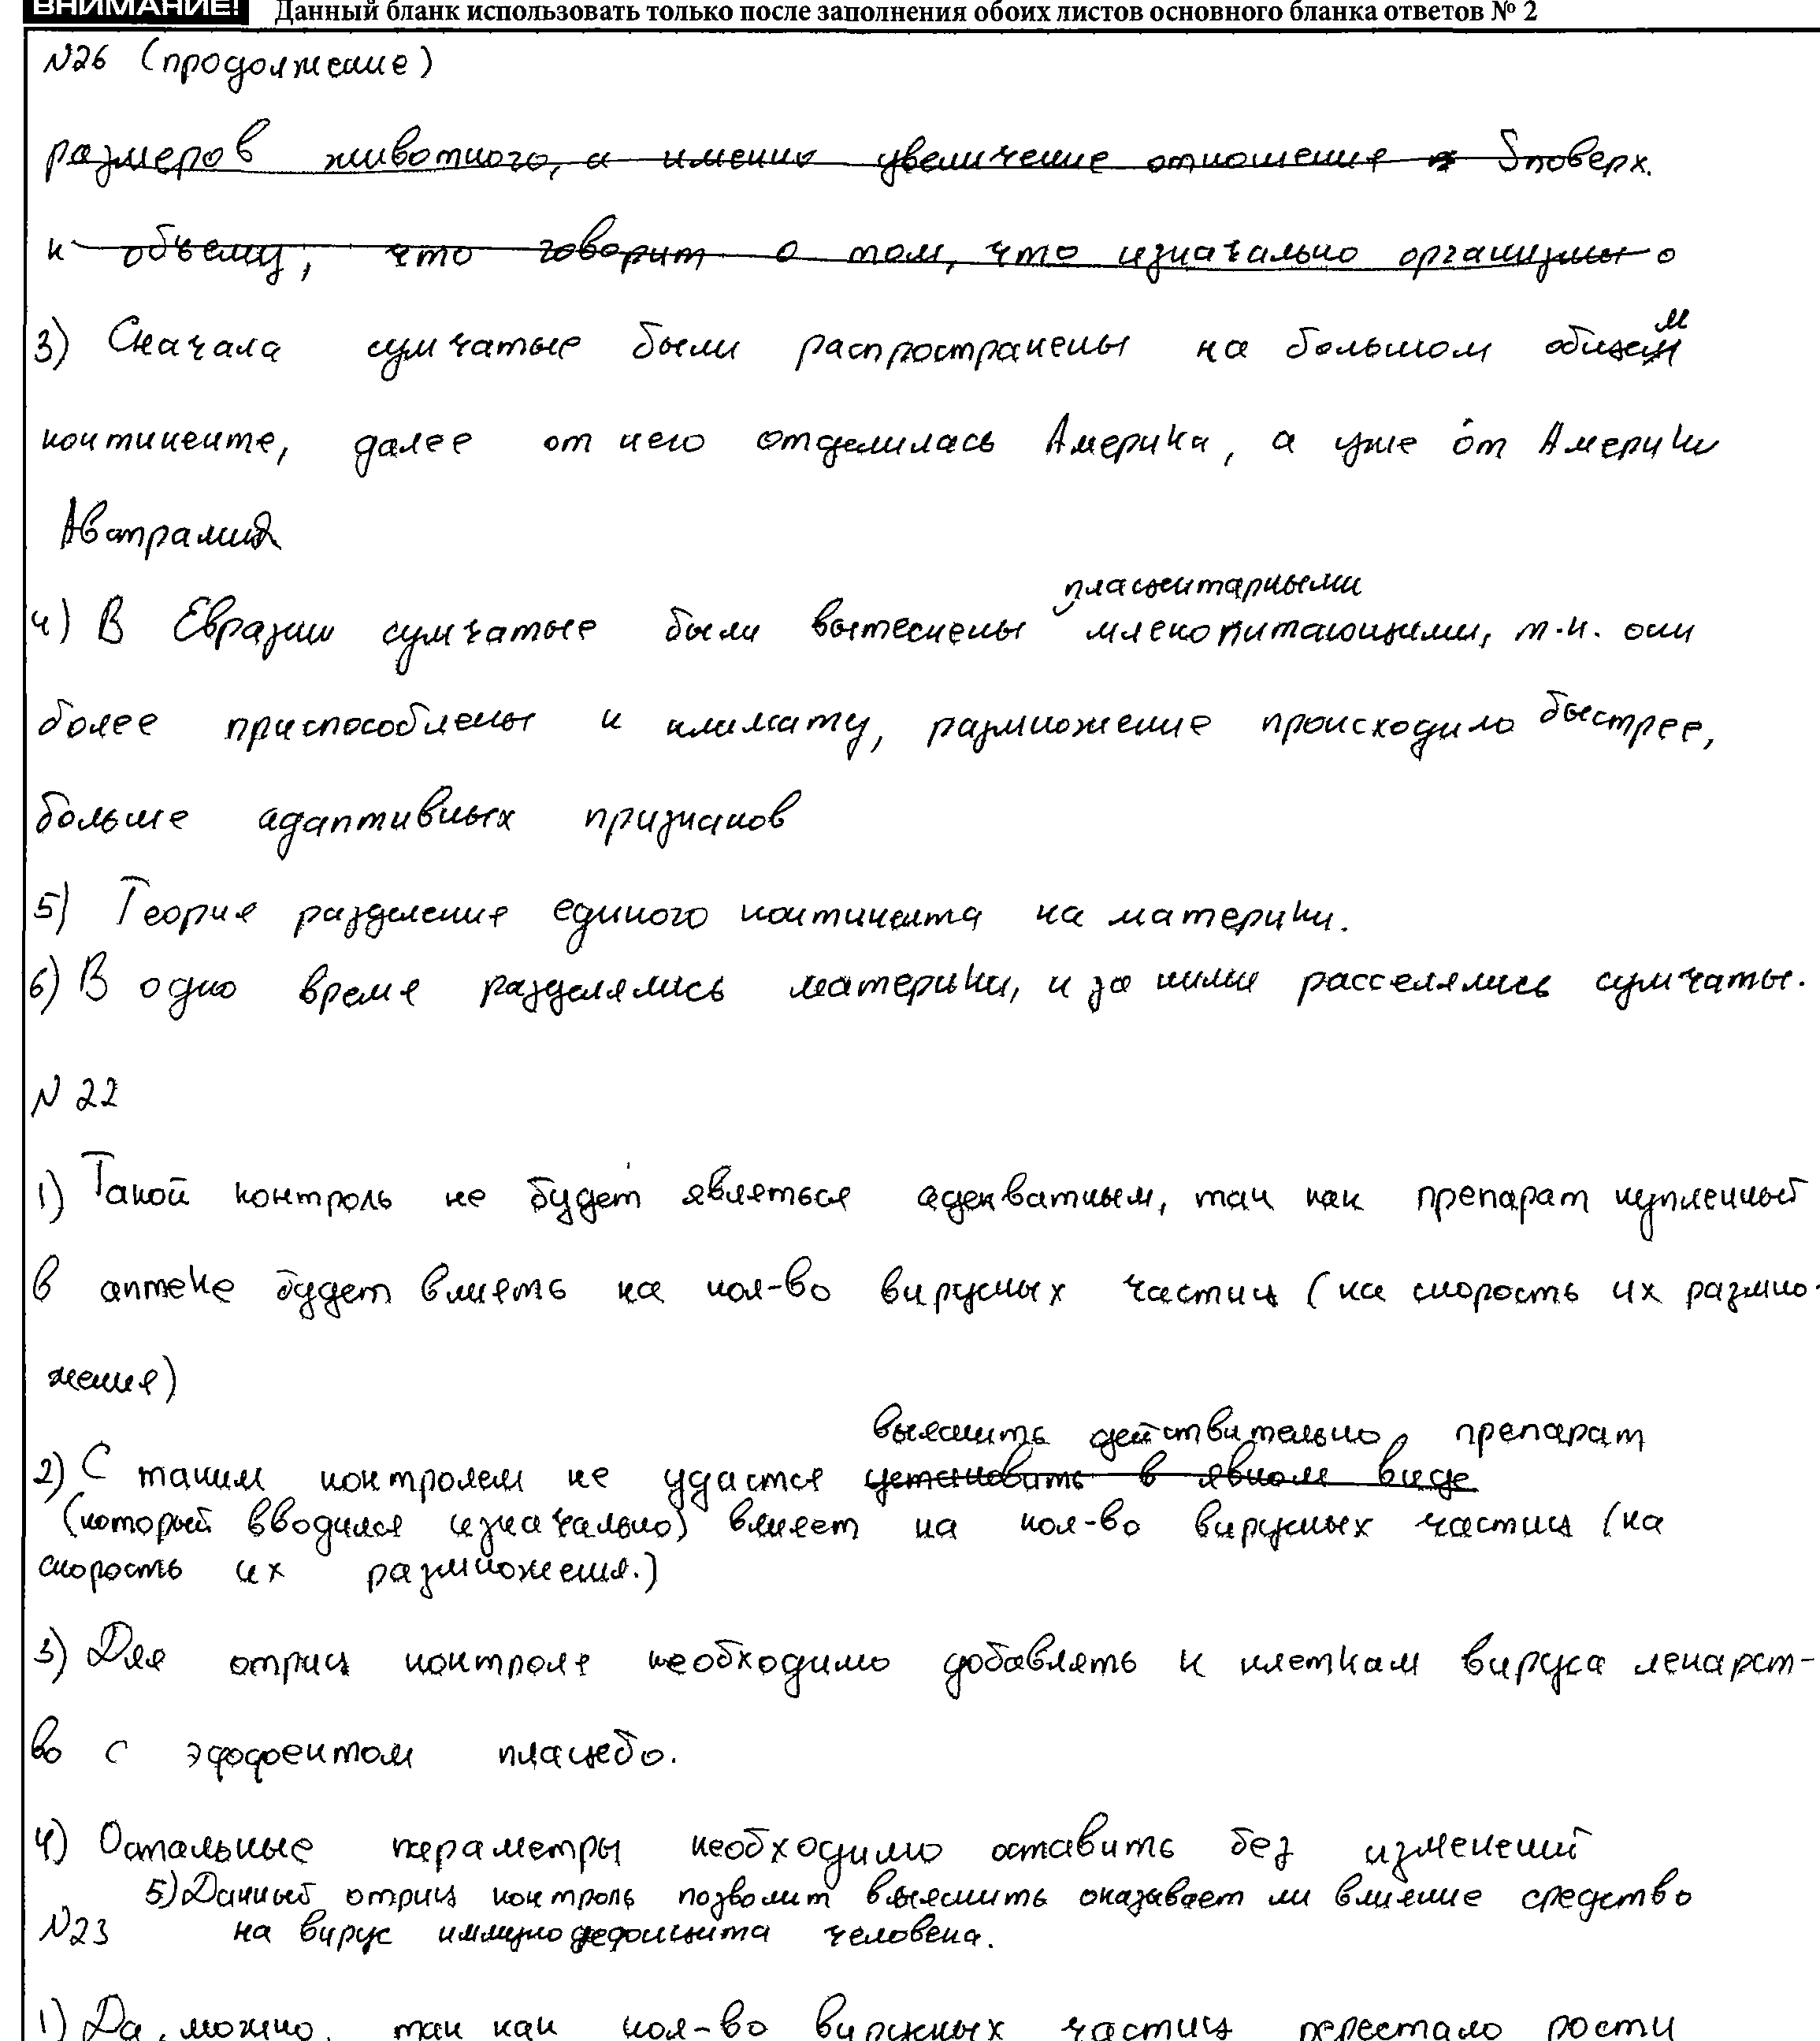 ВНИМАНИЕ! Данный бланк использовать только после заполнения обоих листов основного бланка ответов № 2
N26 (продолжение)
размеров животного, а именно увеличение отношения Sповерх.
к объему, что говорит о том, что изначально организмы о
3) Сначала сумчатые были распространены на большом общем
континенте, далее от него отделилась Америка, а уже от Америки
Австралия
4) В Евразии сумчатые были вытеснены плацентарными млекопитающими, т.к. они
более приспособлены к климату, размножение происходило быстрее,
больше адаптивных признаков
5) Теория разделения единого континента на материки.
6) В одно время разделялись материки, и за ними расселялись сумчаты.
N 22
1) Такой контроль не будет являться адекватным, так как препарат купленный
в аптеке будет влиять на кол-во вирусных частиц (на скорость их размно-
жения)
выяснить действительно препарат
2) С таким контролем не удастся установить в явном виде
(который вводился изначально) влияет на кол-во вирусных частиц (на
скорость их размножения.)
3) Для отриц контроля необходимо добавлять к клеткам вируса лекарст-
во с эффектом плацебо.
4) Остальные параметры необходимо оставить без изменений
5) Данный отриц контроль позволит выяснить оказывает ли влияние средство
N23 на вирус иммунодефицита человека.
1) Да, можно, так как кол-во вирусных частиц перестало рости